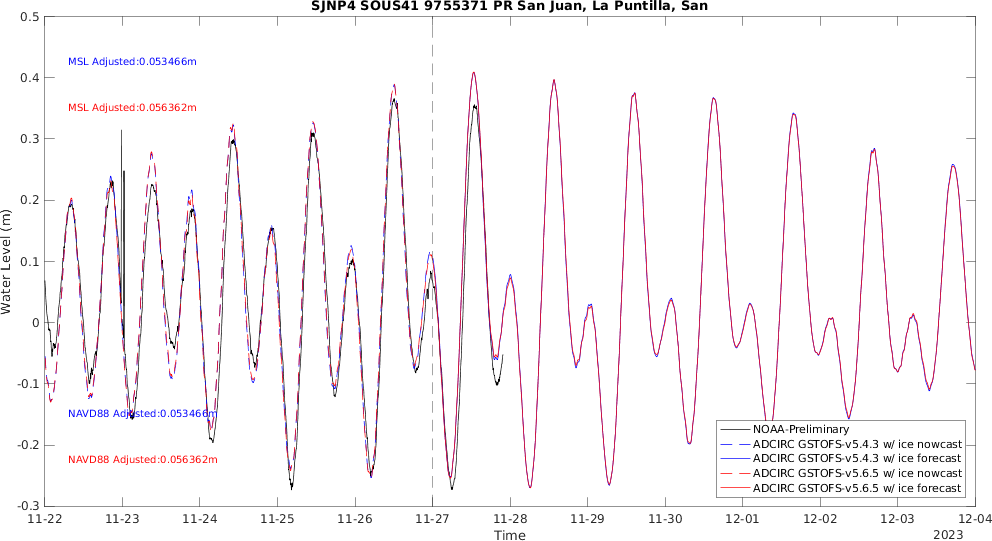 SJNP4 SOUS41 9755371 PR San Juan, La Puntilla, San
0.5
MSL Adjusted:0.053466m
0.4
MSL Adjusted:0.056362m
0.3
0.2
0.1
Water Level (m)
0
-0.1
NAVD88 Adjusted:0.053466m
-0.2
NAVD88 Adjusted:0.056362m
-0.3
NOAA-Preliminary
ADCIRC GSTOFS-v5.4.3 w/ ice nowcast
ADCIRC GSTOFS-v5.4.3 w/ ice forecast
ADCIRC GSTOFS-v5.6.5 w/ ice nowcast
ADCIRC GSTOFS-v5.6.5 w/ ice forecast
11-22 11-23 11-24 11-25 11-26 11-27 11-28 11-29 11-30 12-01 12-02 12-03 12-04
Time
2023